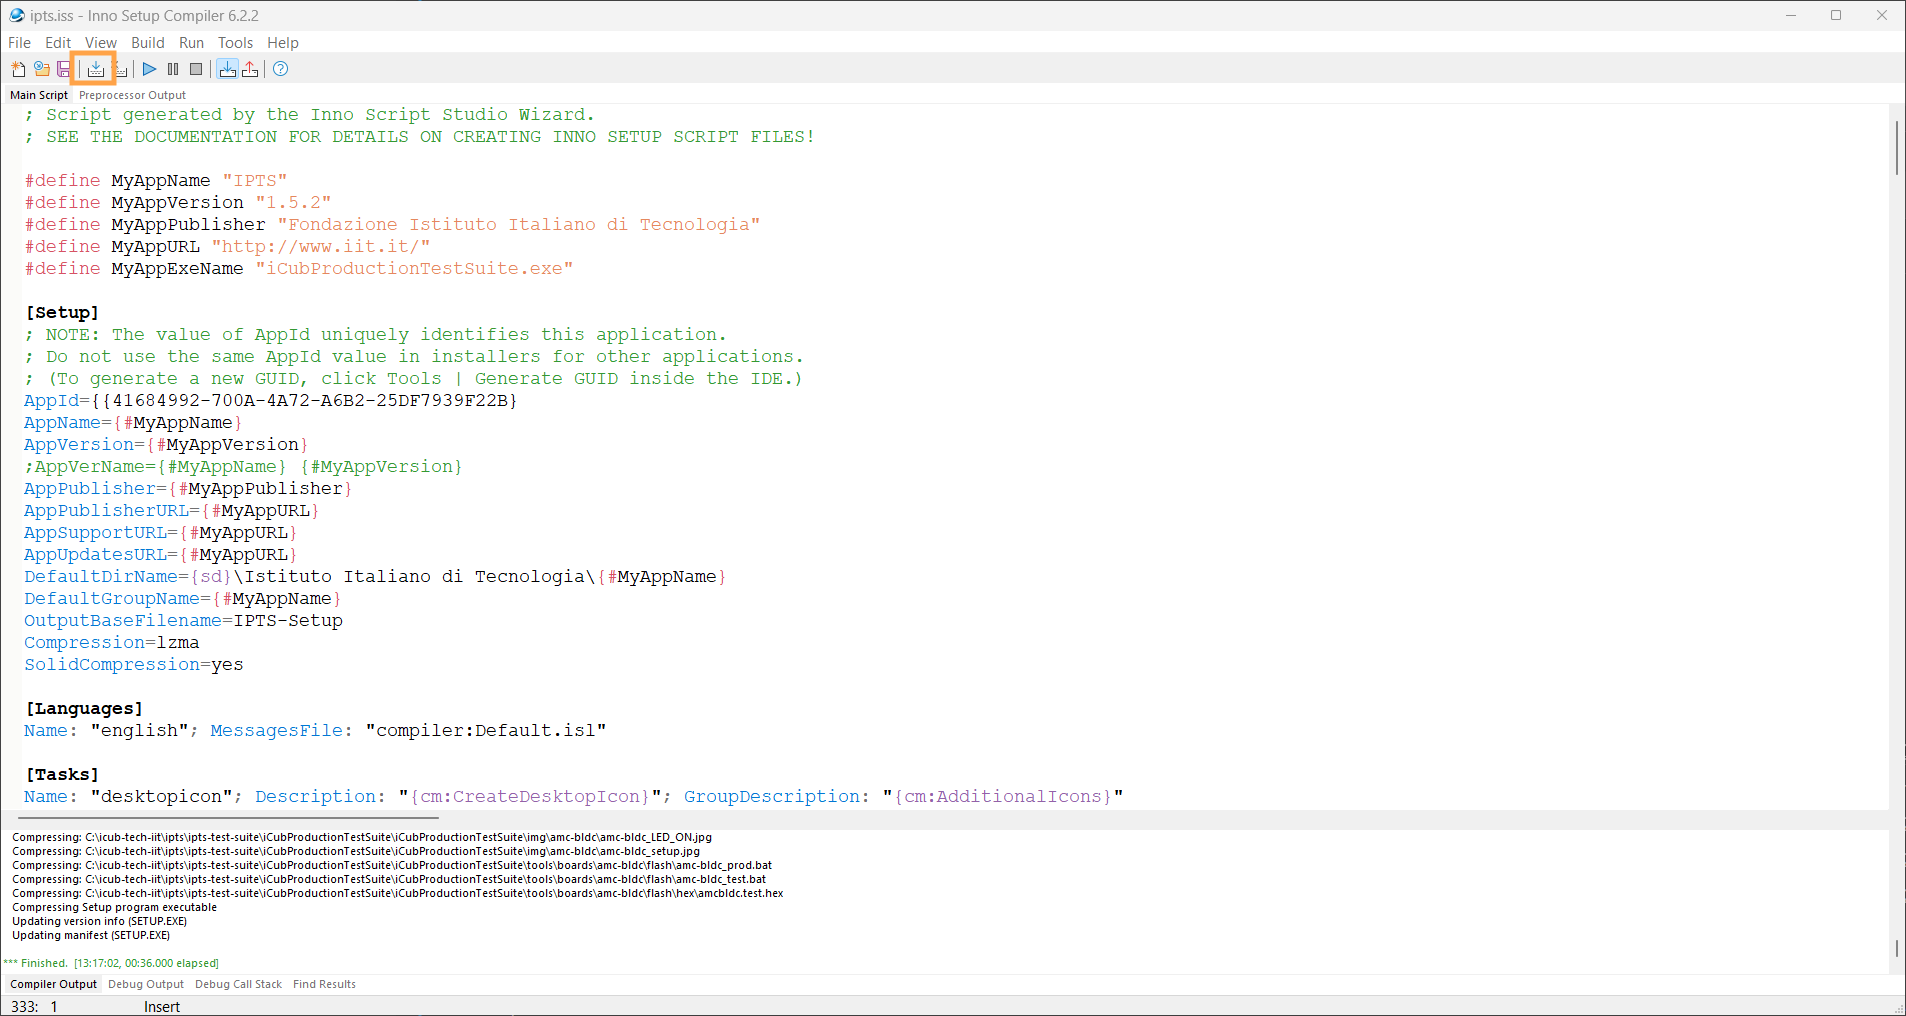 ipts.iss - Inno Setup Compiler 6.2.2
File Edit View Build Run Tools Help
Main Script Preprocessor Output
; Script generated by the Inno Script Studio Wizard.
; SEE THE DOCUMENTATION FOR DETAILS ON CREATING INNO SETUP SCRIPT FILES!
#define MyAppName "IPTS"
#define MyAppVersion "1.5.2"
#define MyAppPublisher "Fondazione Istituto Italiano di Tecnologia"
#define MyAppURL "http://www.iit.it/"
#define MyAppExeName "iCubProductionTestSuite.exe"
[Setup]
; NOTE: The value of AppId uniquely identifies this application.
; Do not use the same AppId value in installers for other applications.
; (To generate a new GUID, click Tools | Generate GUID inside the IDE.)
AppId={{41684992-700A-4A72-A6B2-25DF7939F22B}
AppName={#MyAppName}
AppVersion={#MyAppVersion}
;AppVerName={#MyAppName} {#MyAppVersion}
AppPublisher={#MyAppPublisher}
AppPublisherURL={#MyAppURL}
AppSupportURL={#MyAppURL}
AppUpdatesURL={#MyAppURL}
DefaultDirName={sd}\Istituto Italiano di Tecnologia\{#MyAppName}
DefaultGroupName={#MyAppName}
OutputBaseFilename=IPTS-Setup
Compression=lzma
SolidCompression=yes
[Languages]
Name: "english"; MessagesFile: "compiler:Default.isl"
[Tasks]
Name: "desktopicon"; Description: "{cm:CreateDesktopIcon}"; GroupDescription: "{cm:AdditionalIcons}"
Compressing: C:\icub-tech-iit\ipts\ipts-test-suite\iCubProductionTestSuite\iCubProductionTestSuite\img\amc-bldc\amc-bldc_LED_ON.jpg
Compressing: C:\icub-tech-iit\ipts\ipts-test-suite\iCubProductionTestSuite\iCubProductionTestSuite\img\amc-bldc\amc-bldc_setup.jpg
Compressing: C:\icub-tech-iit\ipts\ipts-test-suite\iCubProductionTestSuite\iCubProductionTestSuite\tools\boards\amc-bldc\flash\amc-bldc_prod.bat
Compressing: C:\icub-tech-iit\ipts\ipts-test-suite\iCubProductionTestSuite\iCubProductionTestSuite\tools\boards\amc-bldc\flash\amc-bldc_test.bat
Compressing: C:\icub-tech-iit\ipts\ipts-test-suite\iCubProductionTestSuite\iCubProductionTestSuite\tools\boards\amc-bldc\flash\hex\amcbldc.test.hex
Compressing Setup program executable
Updating version info (SETUP.EXE)
Updating manifest (SETUP.EXE)
*** Finished. [13:17:02, 00:36.000 elapsed]
Compiler Output Debug Output Debug Call Stack Find Results
333: 1 Insert